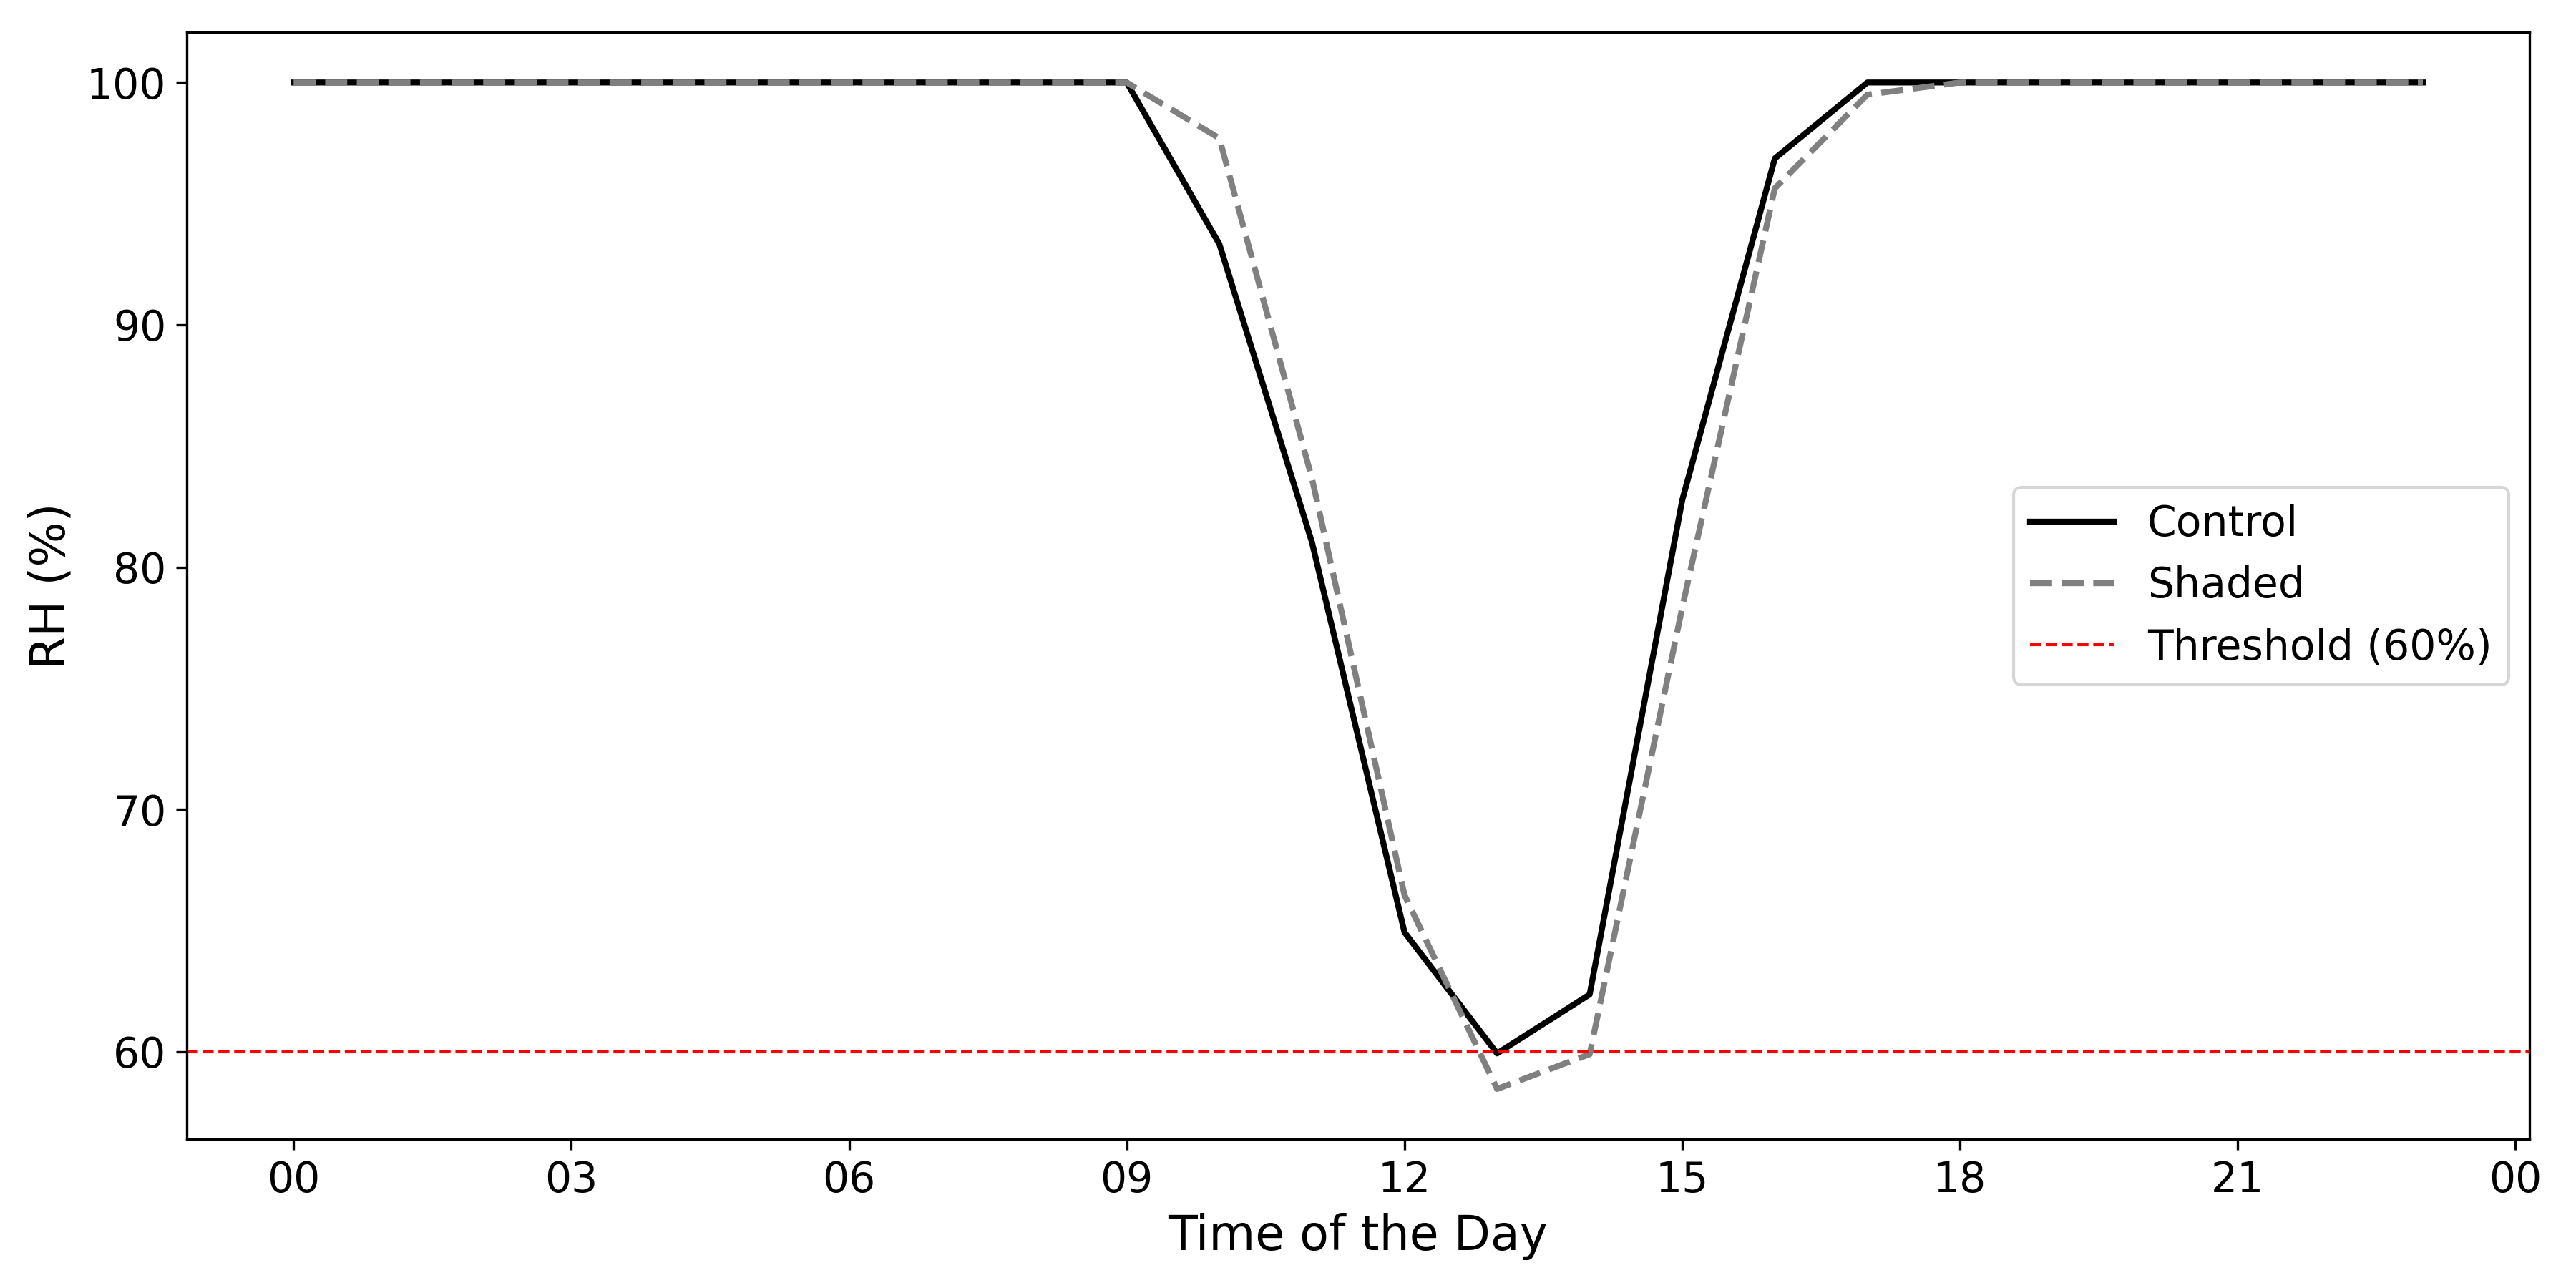 100
90
80
70
60
RH (%)
Control
Shaded
Threshold (60%)
00 03 06 09 12 15 18 21 00
Time of the Day